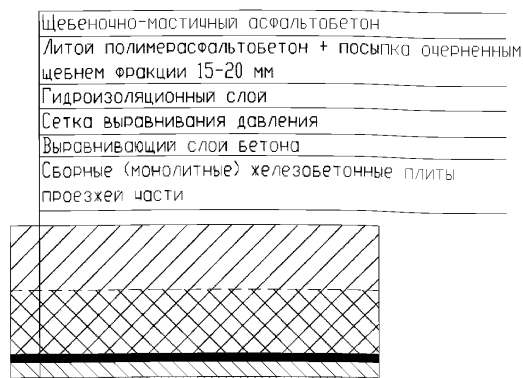 Щебеночно-мастичный асфальтобетон
Литой полимерасфальтобетон + посыпка очерненным
щебнем фракции 15-20 мм
Гидроизоляционный слой
Сетка выравнивания давления
Выравнивающий слой бетона
Сборные (монолитные) железобетонные плиты
проезжей части